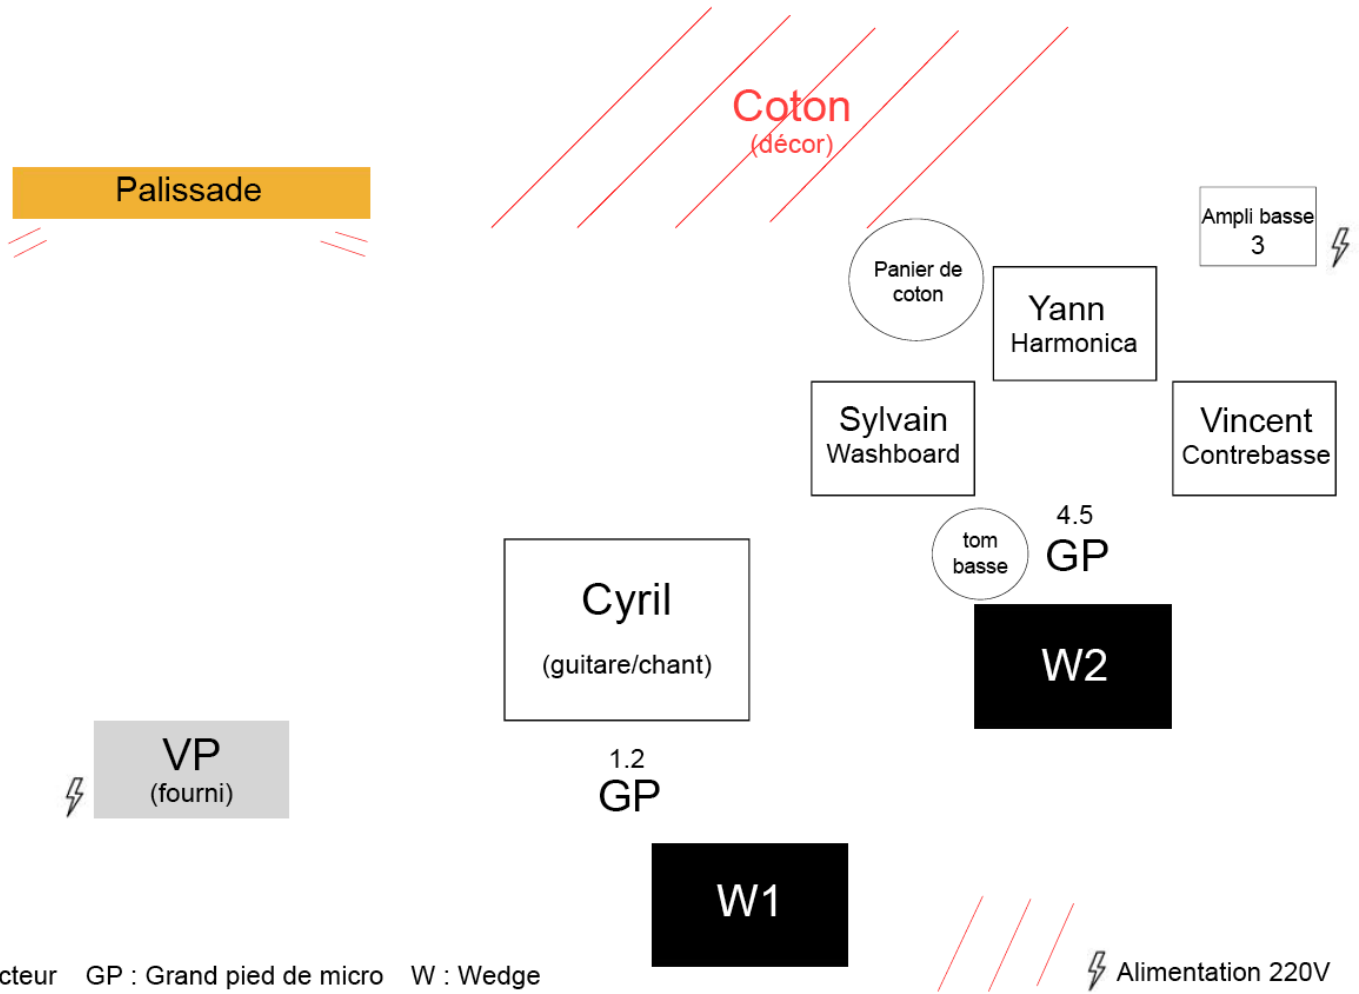 Coton
(décor)
Palissade
Ampli basse
3
Panier de
coton
Yann
Harmonica
Sylvain
Washboard
Vincent
Contrebasse
4.5
GP
tom
basse
Cyril
(guitare/chant)
W2
VP
(fourni)
1.2
GP
W1
cteur GP : Grand pied de micro W : Wedge
Alimentation 220V